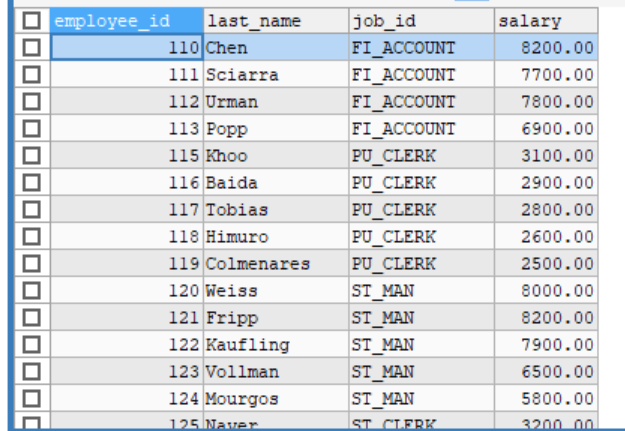 employee_id last_name job_id salary
110 Chen FI_ACCOUNT 8200.00
111 Sciarra FI_ACCOUNT 7700.00
112 Urman FI_ACCOUNT 7800.00
113 Popp FI_ACCOUNT 6900.00
115 Khoo PU_CLERK 3100.00
116 Baida PU_CLERK 2900.00
117 Tobias PU_CLERK 2800.00
118 Himuro PU_CLERK 2600.00
119 Colmenares PU_CLERK 2500.00
120 Weiss ST_MAN 8000.00
121 Fripp ST_MAN 8200.00
122 Kaufling ST_MAN 7900.00
123 Vollman ST_MAN 6500.00
124 Mourgos ST_MAN 5800.00
125 Nayer ST_CLERK 3200.00